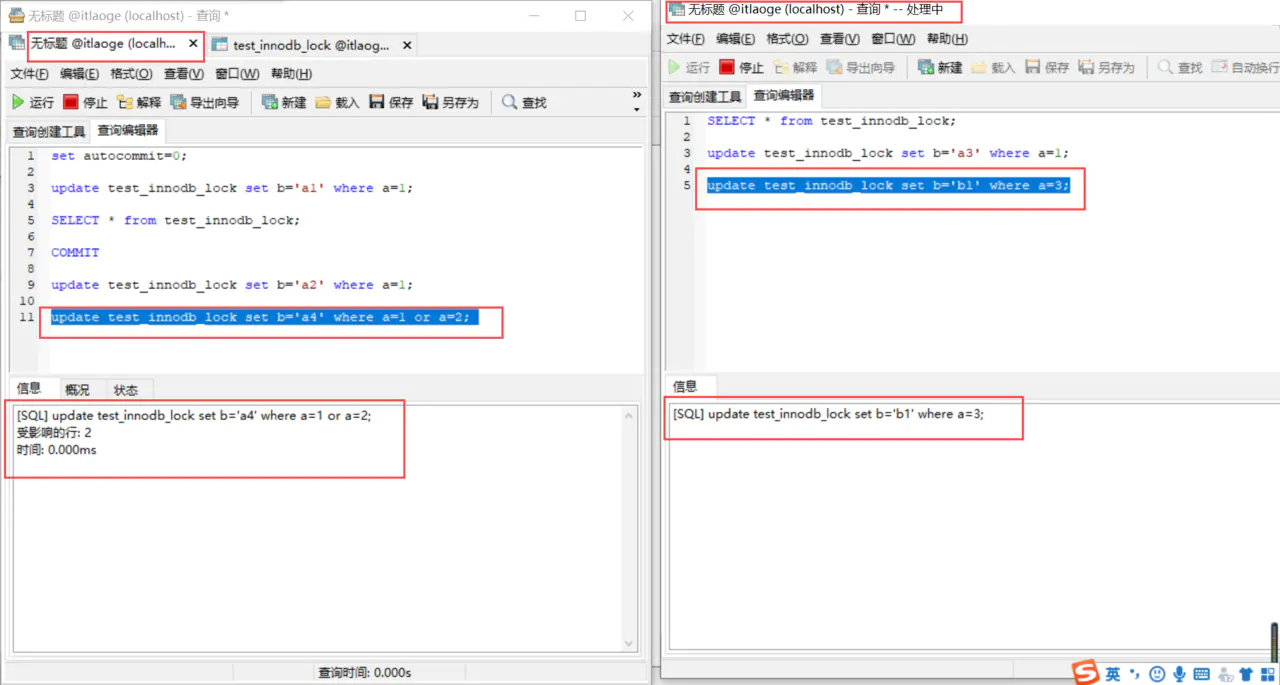 无标题 @itlaoge (localhost) - 查询 *
无标题 @itlaoge (localh...
test_innodb_lock @itlaog...
文件(F) 编辑(E) 格式(O) 查看(V) 窗口(W) 帮助(H)
运行 停止 解释 导出向导 新建 载入 保存 另存为 查找
查询创建工具 查询编辑器
1 set autocommit=0;
2
3 update test_innodb_lock set b='a1' where a=1;
4
5 SELECT * from test_innodb_lock;
6
7 COMMIT
8
9 update test_innodb_lock set b='a2' where a=1;
10
11 update test_innodb_lock set b='a4' where a=1 or a=2;
信息 概况 状态
[SQL] update test_innodb_lock set b='a4' where a=1 or a=2;
受影响的行: 2
时间: 0.000ms
查询时间: 0.000s
无标题 @itlaoge (localhost) - 查询 * -- 处理中
文件(F) 编辑(E) 格式(O) 查看(V) 窗口(W) 帮助(H)
运行 停止 解释 导出向导 新建 载入 保存 另存为 查找 自动换行
查询创建工具 查询编辑器
1 SELECT * from test_innodb_lock;
2
3 update test_innodb_lock set b='a3' where a=1;
4
5 update test_innodb_lock set b='b1' where a=3;
信息
[SQL] update test_innodb_lock set b='b1' where a=3;
英